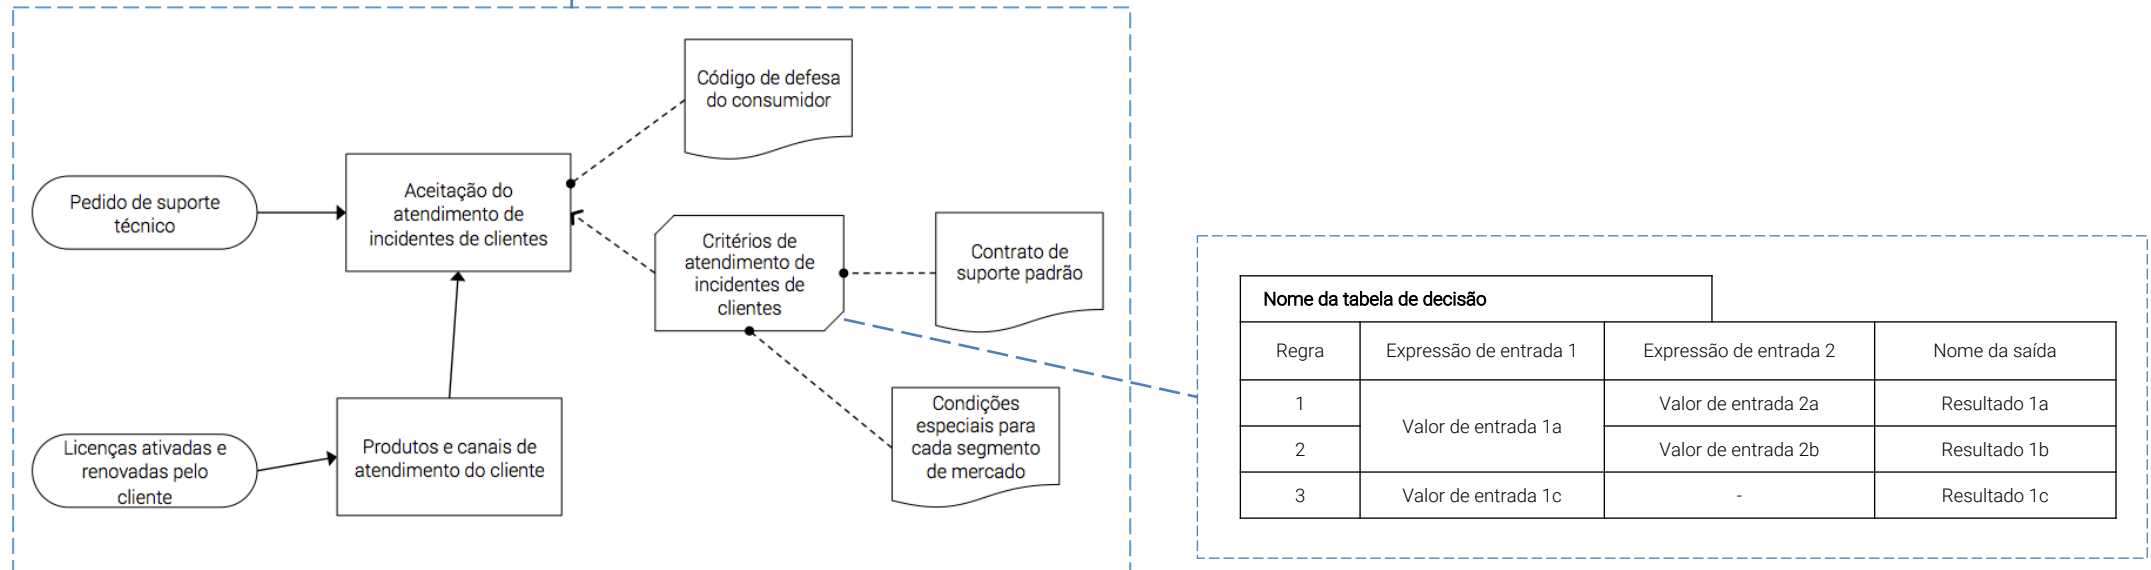 Código de defesa
do consumidor
Pedido de suporte
técnico
Aceitação do
atendimento de
incidentes de clientes
Critérios de
atendimento de
incidentes de
clientes
Contrato de
suporte padrão
Condições
especiais para
cada segmento
de mercado
Licenças ativadas e
renovadas pelo
cliente
Produtos e canais de
atendimento do cliente
Nome da tabela de decisão
Regra Expressão de entrada 1 Expressão de entrada 2 Nome da saída
1 Valor de entrada 1a Valor de entrada 2a Resultado 1a
2 Valor de entrada 2b Resultado 1b
3 Valor de entrada 1c - Resultado 1c